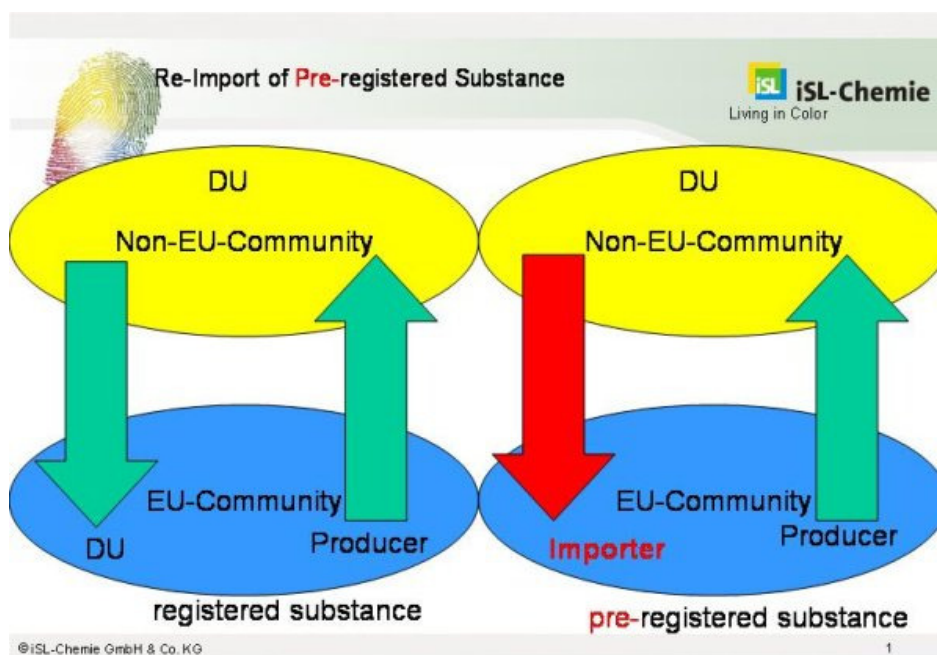 Re-Import of Pre-registered Substance
iSL
iSL-Chemie
Living in Color
DU
Non-EU-Community
EU-Community
DU
Producer
registered substance
DU
Non-EU-Community
EU-Community
Importer
Producer
pre-registered substance
©iSL-Chemie GmbH & Co. KG
1